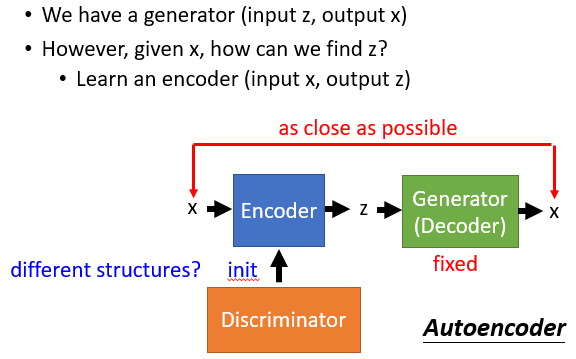 • We have a generator (input z, output x)
• However, given x, how can we find z?
• Learn an encoder (input x, output z)
as close as possible
x
Encoder
z
Generator
(Decoder)
x
different structures?
init
fixed
Discriminator
Autoencoder